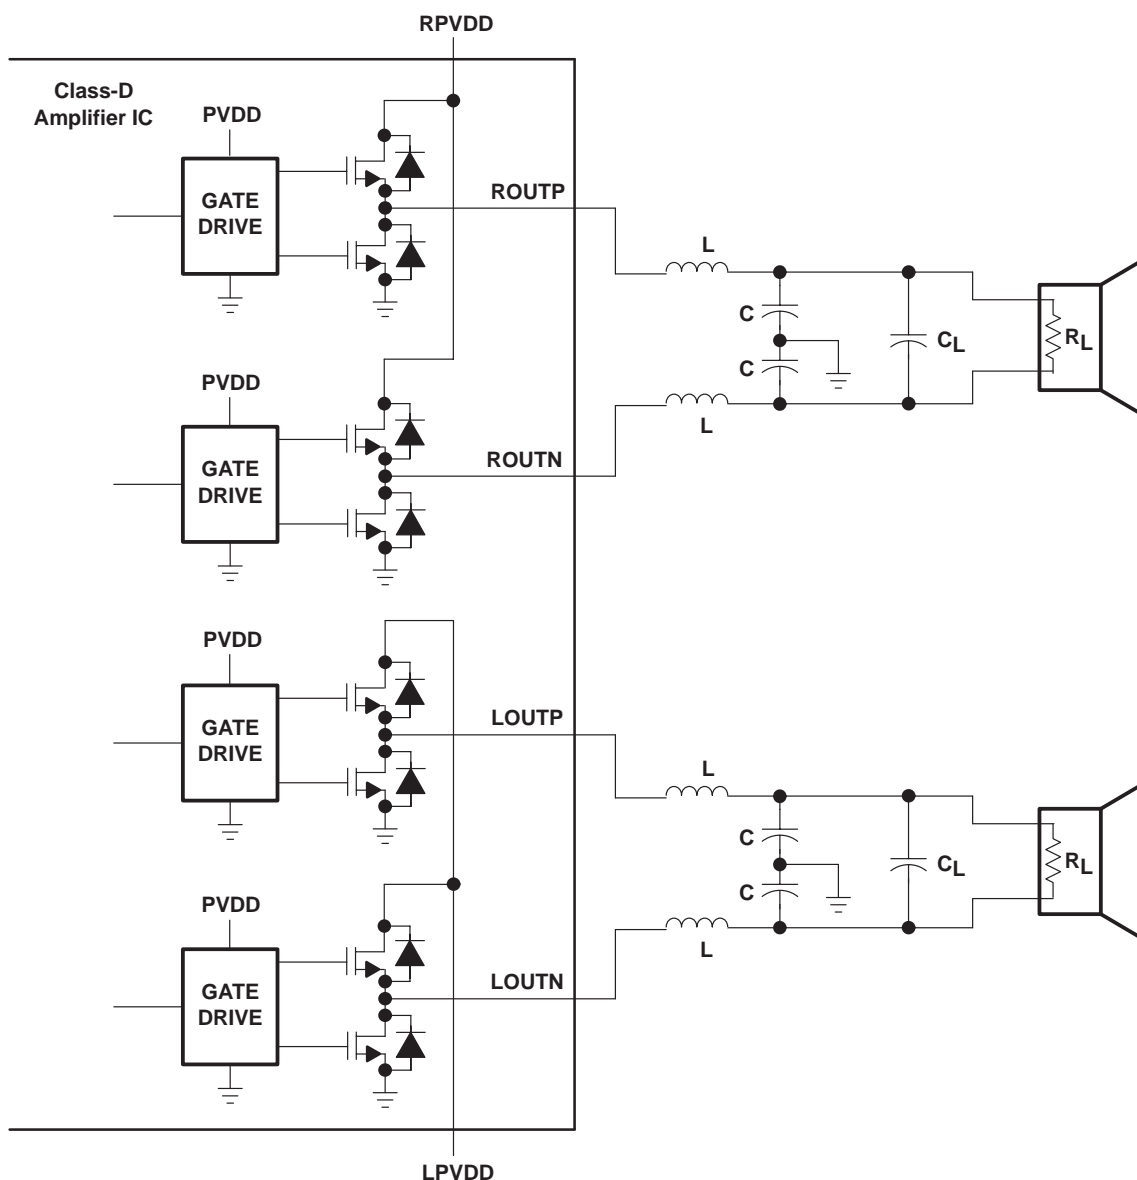 RPVDD
Class-D
Amplifier IC
PVDD
GATE
DRIVE
ROUTP
L
C
C
CL
RL
L
PVDD
GATE
DRIVE
ROUTN
PVDD
GATE
DRIVE
LOUTP
L
C
C
CL
RL
L
PVDD
GATE
DRIVE
LOUTN
LPVDD